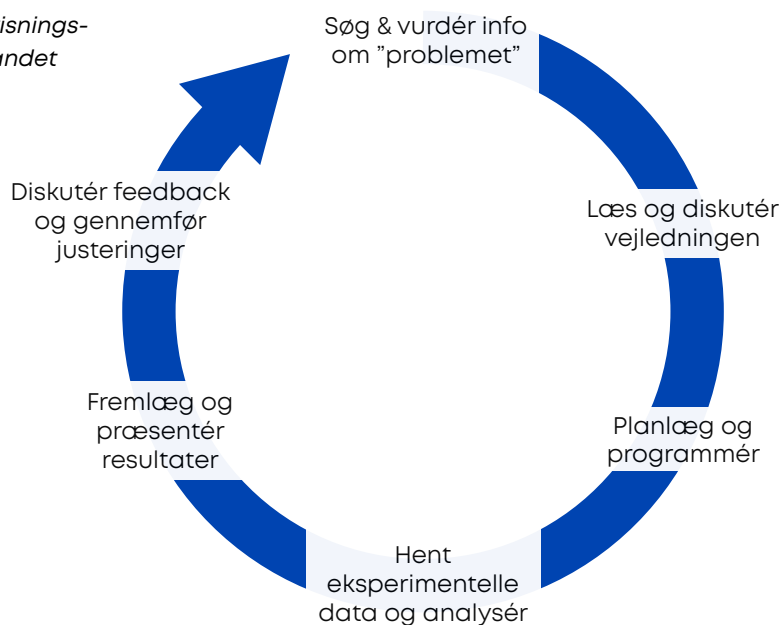 Søg & vurdér info
om ”problemet”
Læs og diskutér
vejledningen
Planlæg og
programmér
Hent
eksperimentelle
data og analysér
Fremlæg og
præsentér
resultater
Diskutér feedback
og gennemfør
justeringer